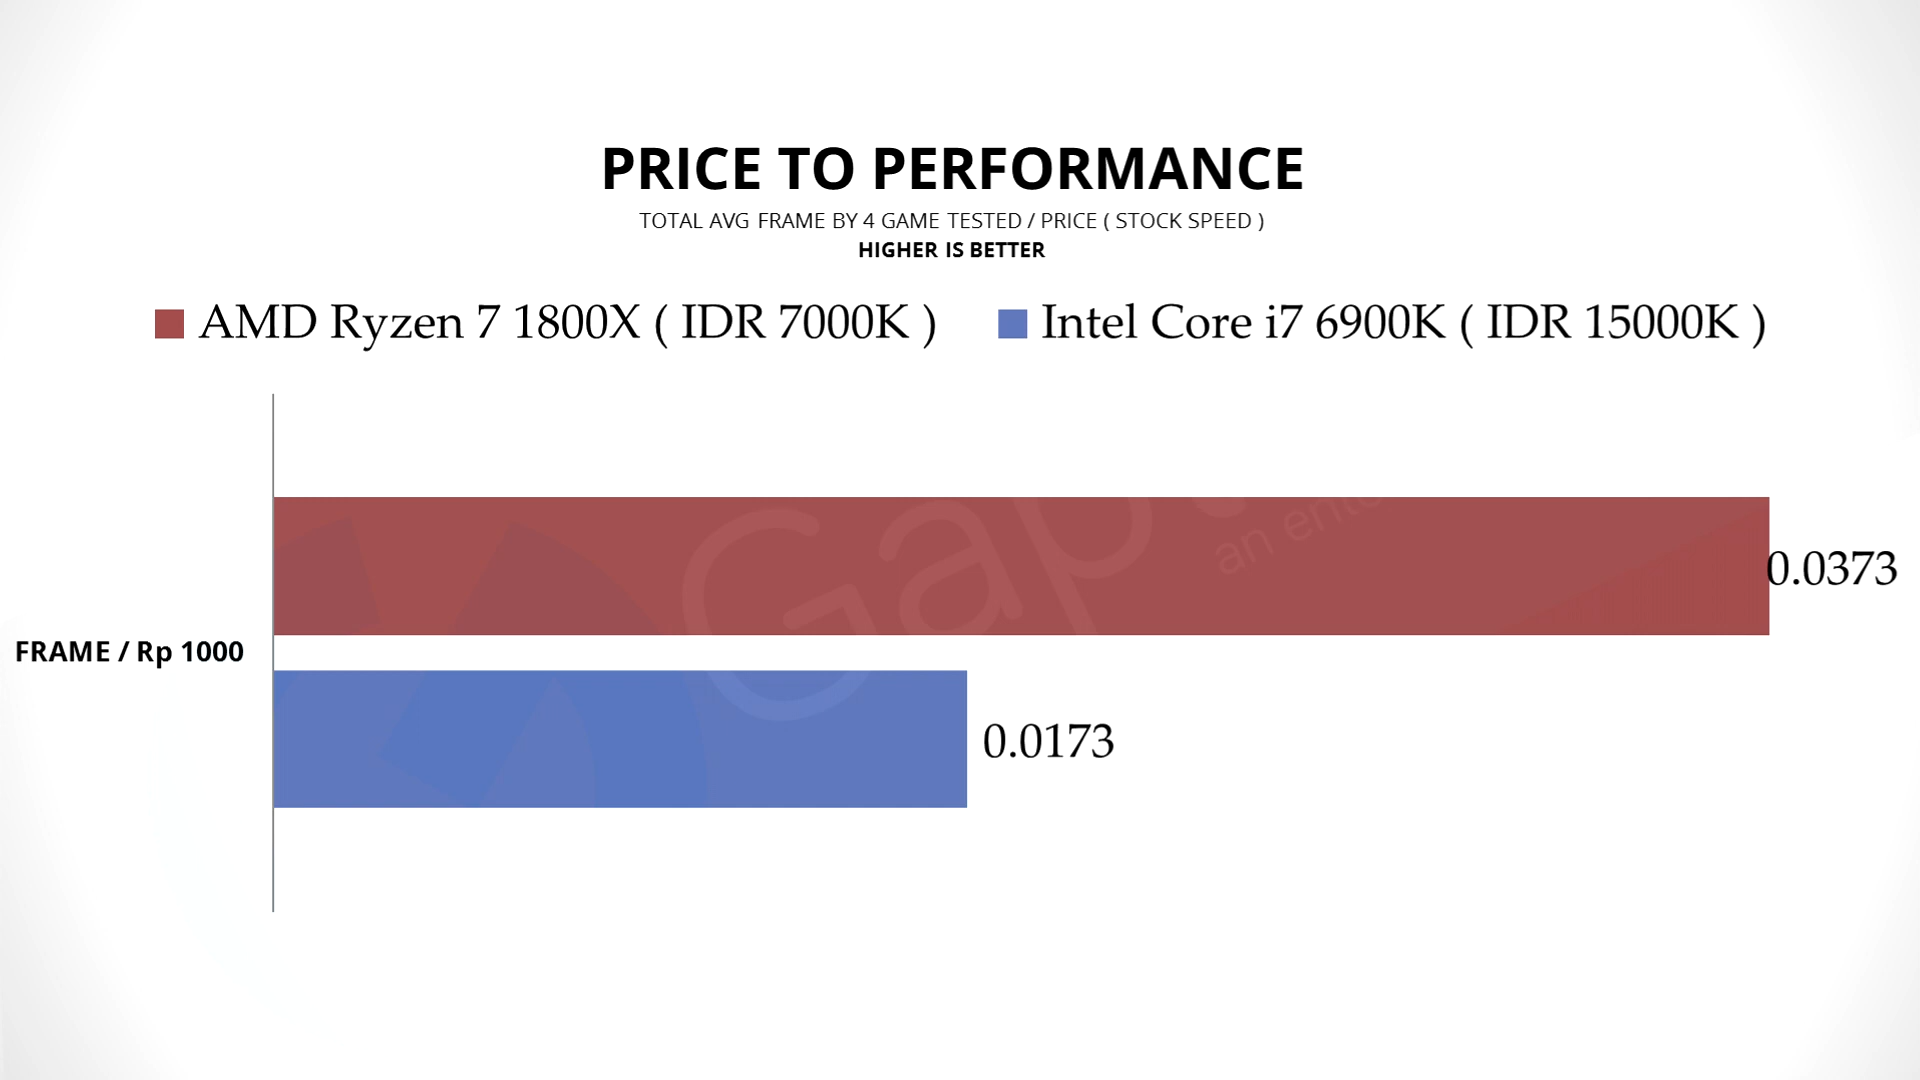 PRICE TO PERFORMANCE
TOTAL AVG FRAME BY 4 GAME TESTED / PRICE ( STOCK SPEED )
HIGHER IS BETTER
AMD Ryzen 7 1800X ( IDR 7000K ) Intel Core i7 6900K ( IDR 15000K )
0.0373
FRAME / Rp 1000
0.0173